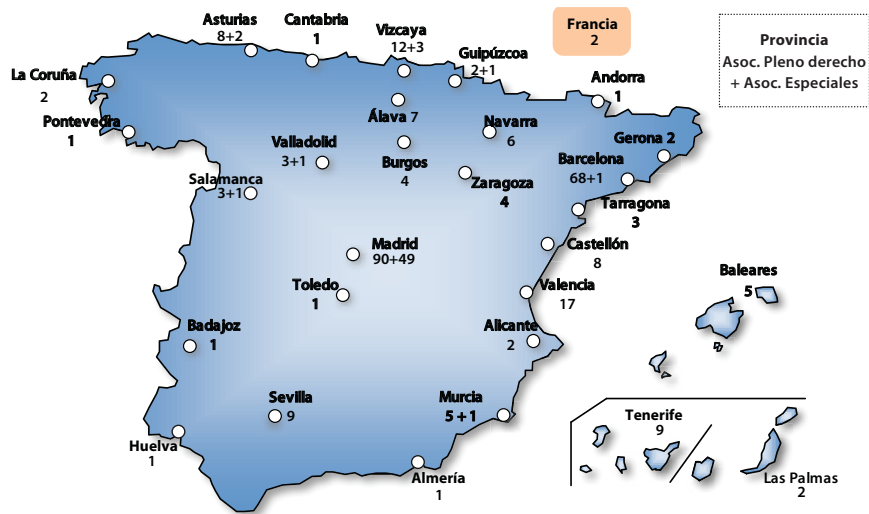 Asturias
8+2
Cantabria
1
Vizcaya
12+3
Francia
2
Provincia
Asoc. Pleno derecho
+ Asoc. Especiales
Guipúzcoa
2+1
La Coruña
2
Andorra
1
Pontevedra
1
Álava 7
Navarra
6
Gerona 2
Valladolid
3+1
Burgos
4
Barcelona
68+1
Salamanca
3+1
Zaragoza
4
Tarragona
3
Madrid
90+49
Castellón
8
Toledo
1
Valencia
17
Baleares
5
Badajoz
1
Alicante
2
Sevilla
9
Murcia
5 + 1
Tenerife
9
Huelva
1
Almería
1
Las Palmas
2